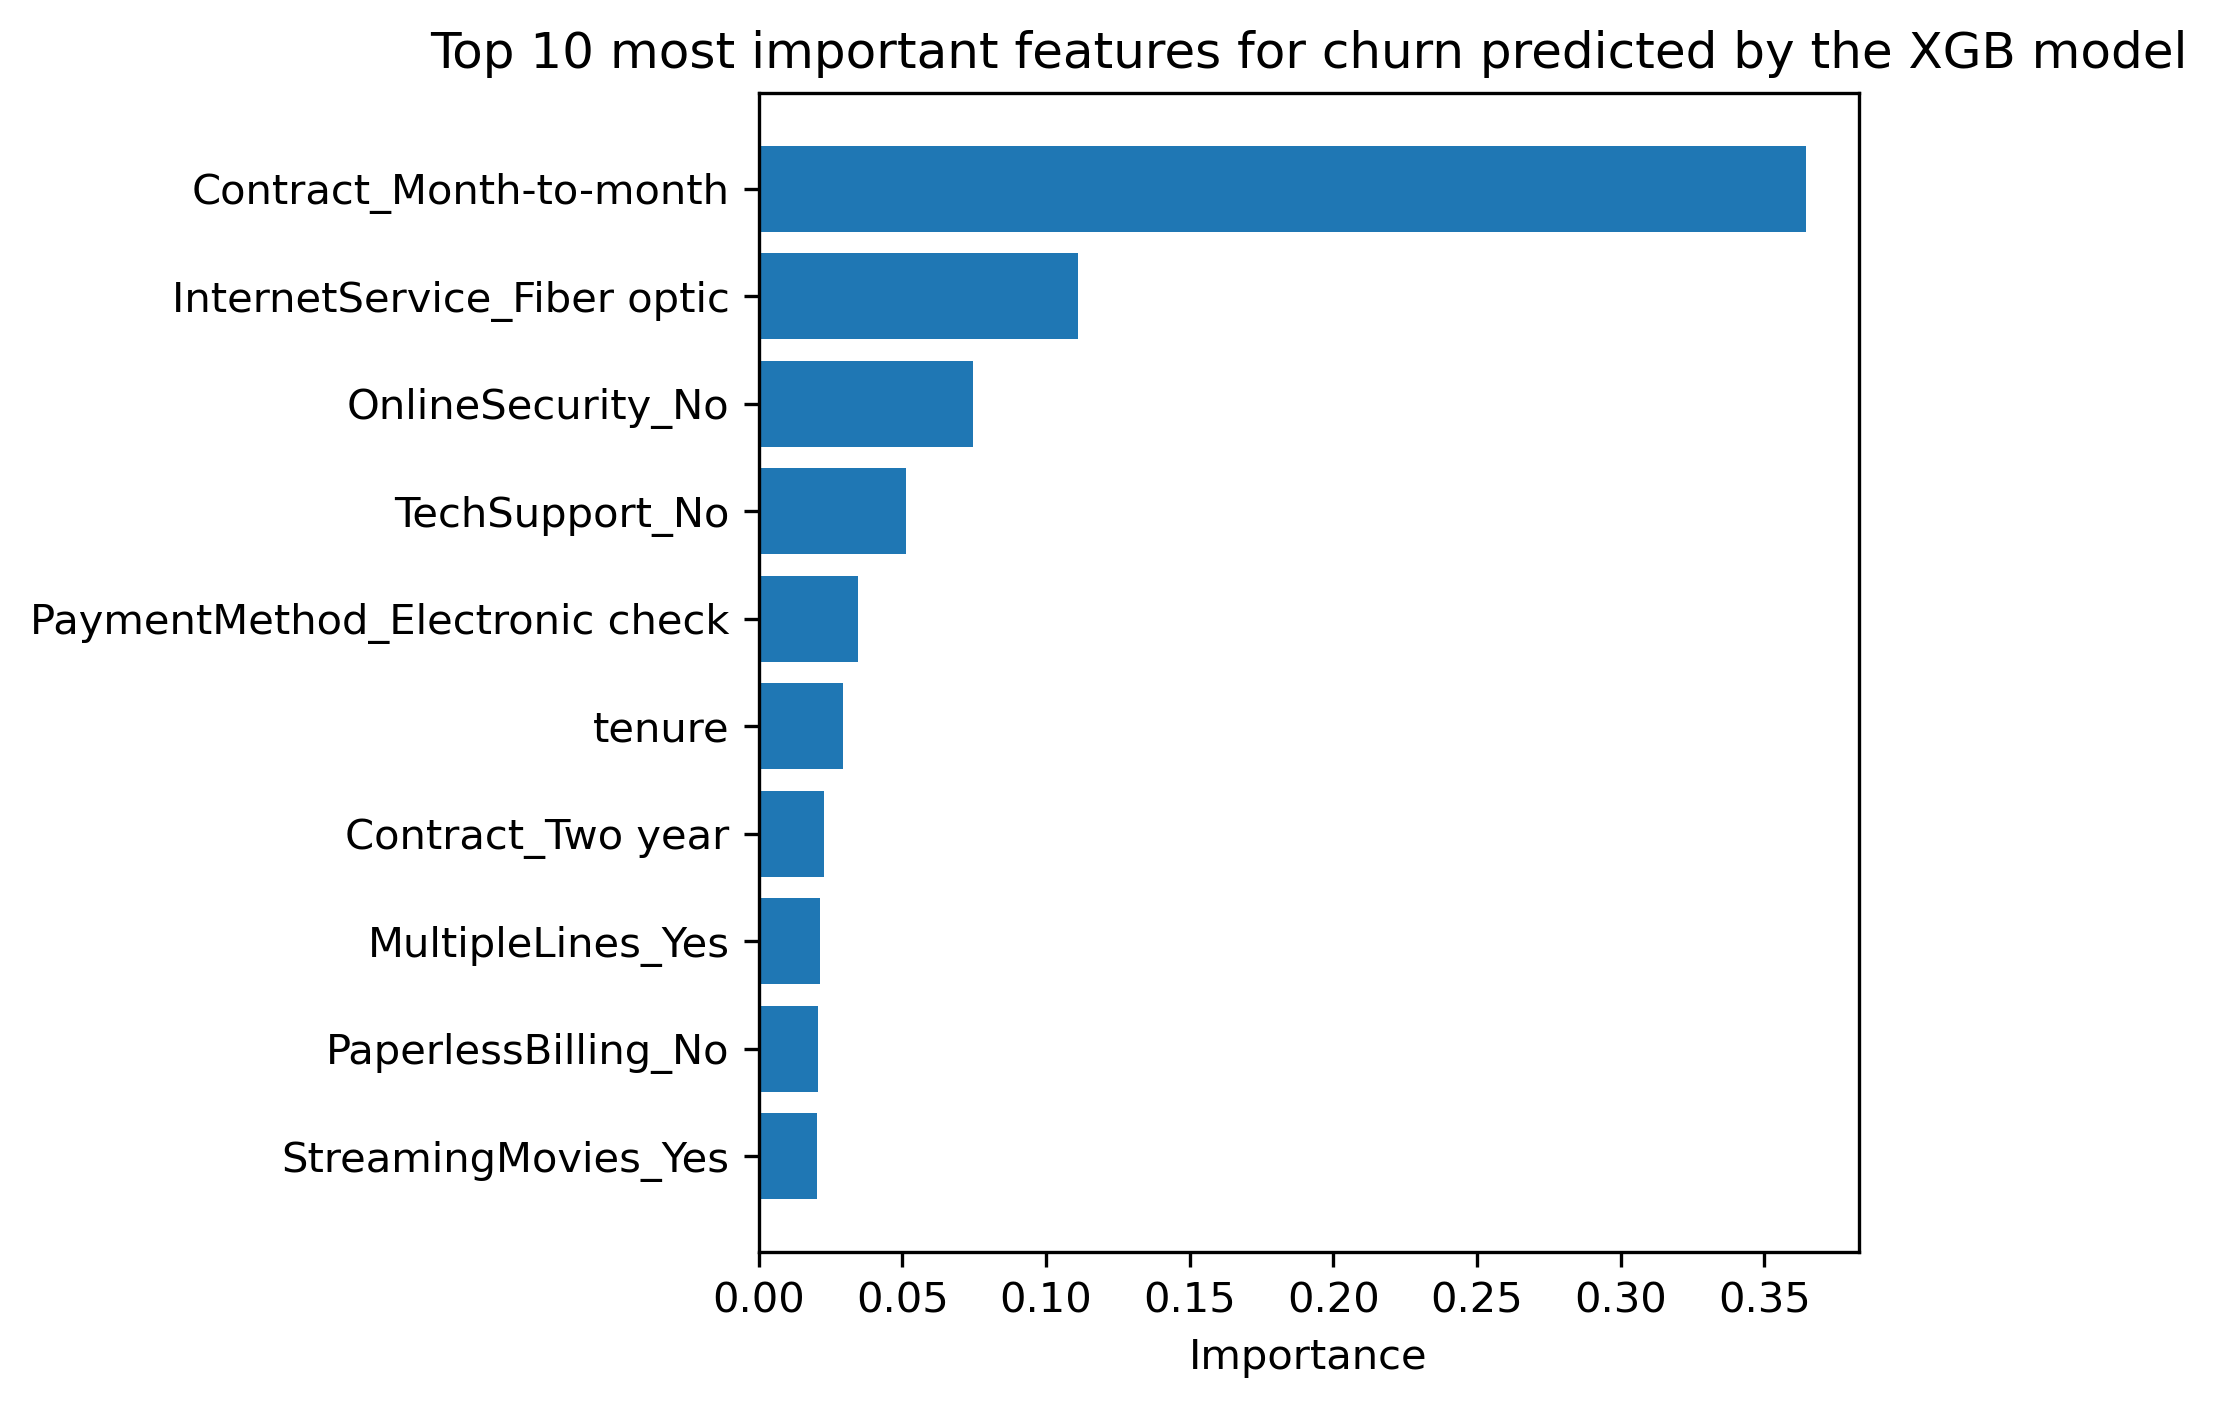 Top 10 most important features for churn predicted by the XGB model
Contract_Month-to-month
InternetService_Fiber optic
OnlineSecurity_No
TechSupport_No
PaymentMethod_Electronic check
tenure
Contract_Two year
MultipleLines_Yes
PaperlessBilling_No
StreamingMovies_Yes
0.00 0.05 0.10 0.15 0.20 0.25 0.30 0.35
Importance